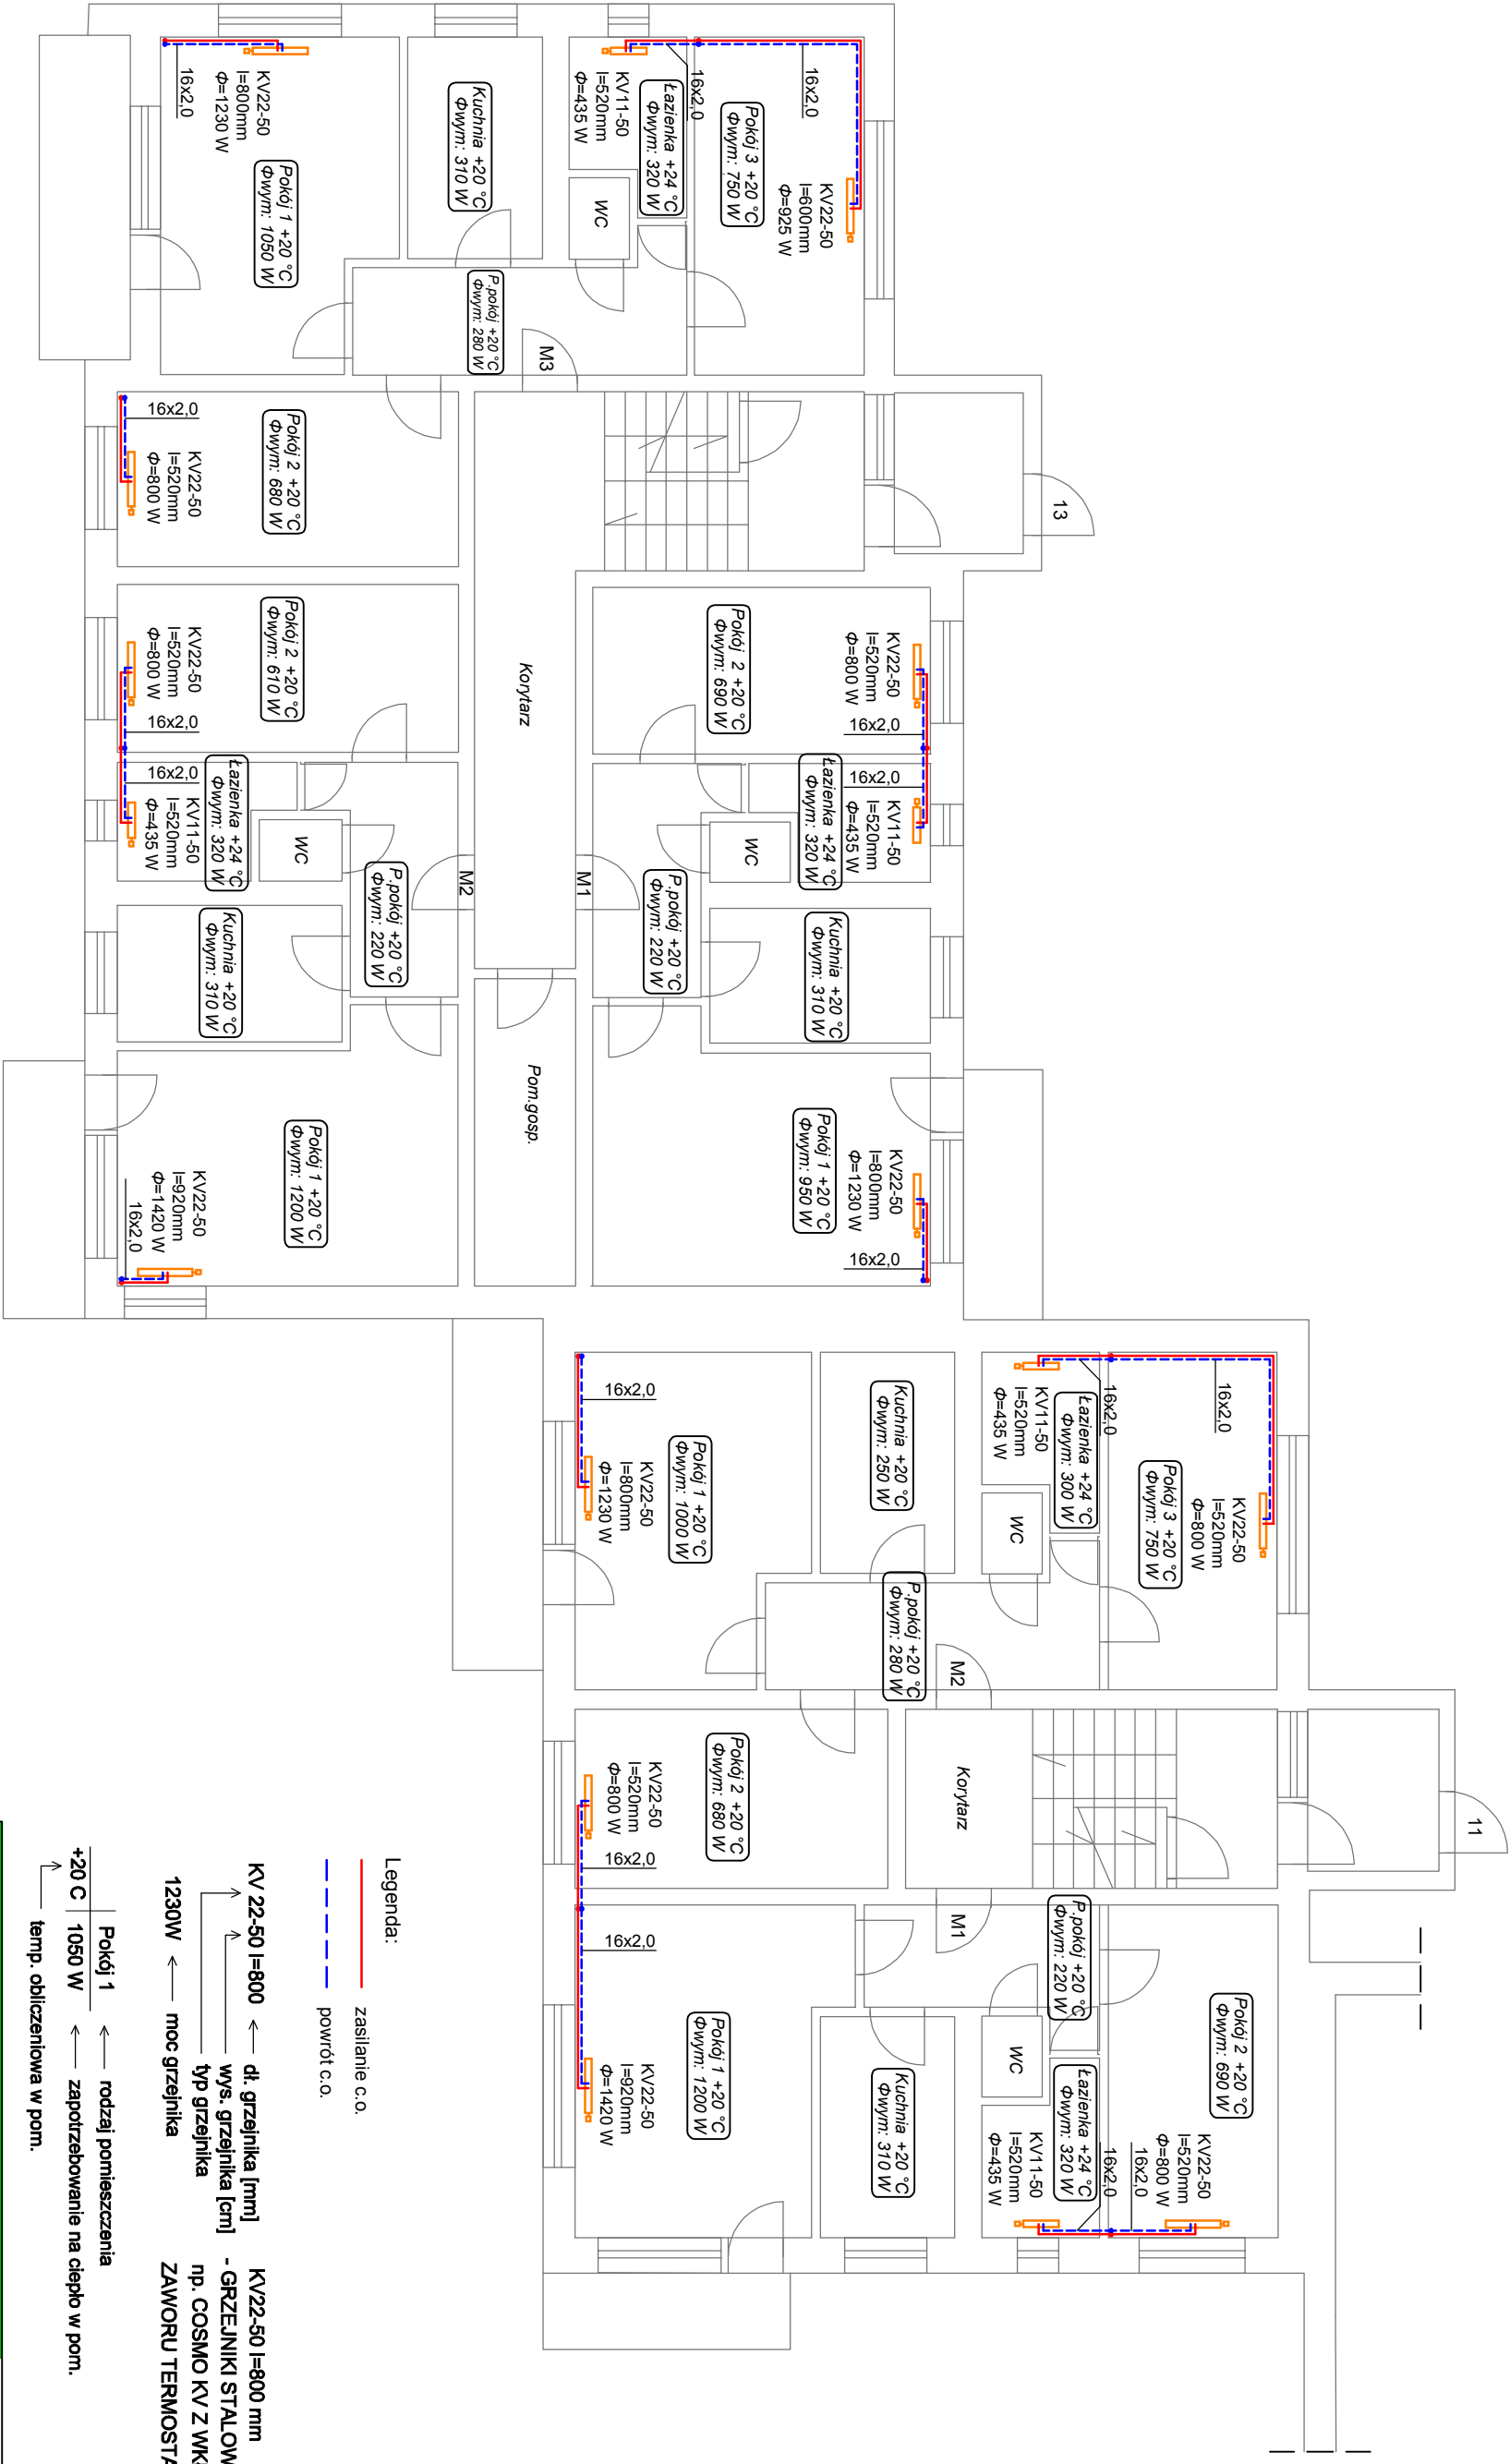 16x2,0
KV22-50
l=800mm
Φ=1230 W
Pokój 1 +20 °C
Φwym: 1050 W
Kuchnia +20 °C
Φwym: 310 W
KV11-50
l=520mm
Φ=435 W
16x2,0
Łazienka +24 °C
Φwym: 320 W
WC
Pokój 3 +20 °C
Φwym: 750 W
16x2,0
KV22-50
l=600mm
Φ=925 W
P.pokój +20 °C
Φwym: 280 W
M3
13
16x2,0
KV22-50
l=520mm
Φ=800 W
Pokój 2 +20 °C
Φwym: 680 W
KV22-50
l=520mm
Φ=800 W
16x2,0
Pokój 2 +20 °C
Φwym: 610 W
Korytarz
Pokój 2 +20 °C
Φwym: 690 W
KV22-50
l=520mm
Φ=800 W
16x2,0
16x2,0
KV11-50
l=520mm
Φ=435 W
Łazienka +24 °C
Φwym: 320 W
WC
P.pokój +20 °C
Φwym: 220 W
M2
M1
P.pokój +20 °C
Φwym: 220 W
WC
Łazienka +24 °C
Φwym: 320 W
16x2,0
KV11-50
l=520mm
Φ=435 W
Kuchnia +20 °C
Φwym: 310 W
Kuchnia +20 °C
Φwym: 310 W
Pom.gosp.
Pokój 1 +20 °C
Φwym: 1200 W
KV22-50
l=920mm
Φ=1420 W
16x2,0
Pokój 1 +20 °C
Φwym: 950 W
KV22-50
l=800mm
Φ=1230 W
16x2,0
16x2,0
KV22-50
l=800mm
Φ=1230 W
Pokój 1 +20 °C
Φwym: 1000 W
Kuchnia +20 °C
Φwym: 250 W
KV11-50
l=520mm
Φ=435 W
16x2,0
Łazienka +24 °C
Φwym: 300 W
WC
16x2,0
Pokój 3 +20 °C
Φwym: 750 W
KV22-50
l=520mm
Φ=800 W
P.pokój +20 °C
Φwym: 280 W
M2
11
Korytarz
Pokój 2 +20 °C
Φwym: 680 W
KV22-50
l=520mm
Φ=800 W
16x2,0
16x2,0
M1
P.pokój +20 °C
Φwym: 220 W
Pokój 1 +20 °C
Φwym: 1200 W
KV22-50
l=920mm
Φ=1420 W
WC
Kuchnia +20 °C
Φwym: 310 W
Łazienka +24 °C
Φwym: 320 W
KV11-50
l=520mm
Φ=435 W
16x2,0
16x2,0
Pokój 2 +20 °C
Φwym: 690 W
KV22-50
l=520mm
Φ=800 W
Legenda:
zasilanie c.o.
powrót c.o.
KV 22-50 l=800
dł. grzejnika [mm]
wys. grzejnika [cm]
typ grzejnika
1230W
moc grzejnika
Pokój 1
rodzaj pomieszczenia
+20 C
1050 W
zapotrzebowanie na ciepło w pom.
temp. obliczeniowa w pom.
KV22-50 l=800 mm
- GRZEJNIKI STALOW
np. COSMO KV Z WK
ZAWORU TERMOSTA